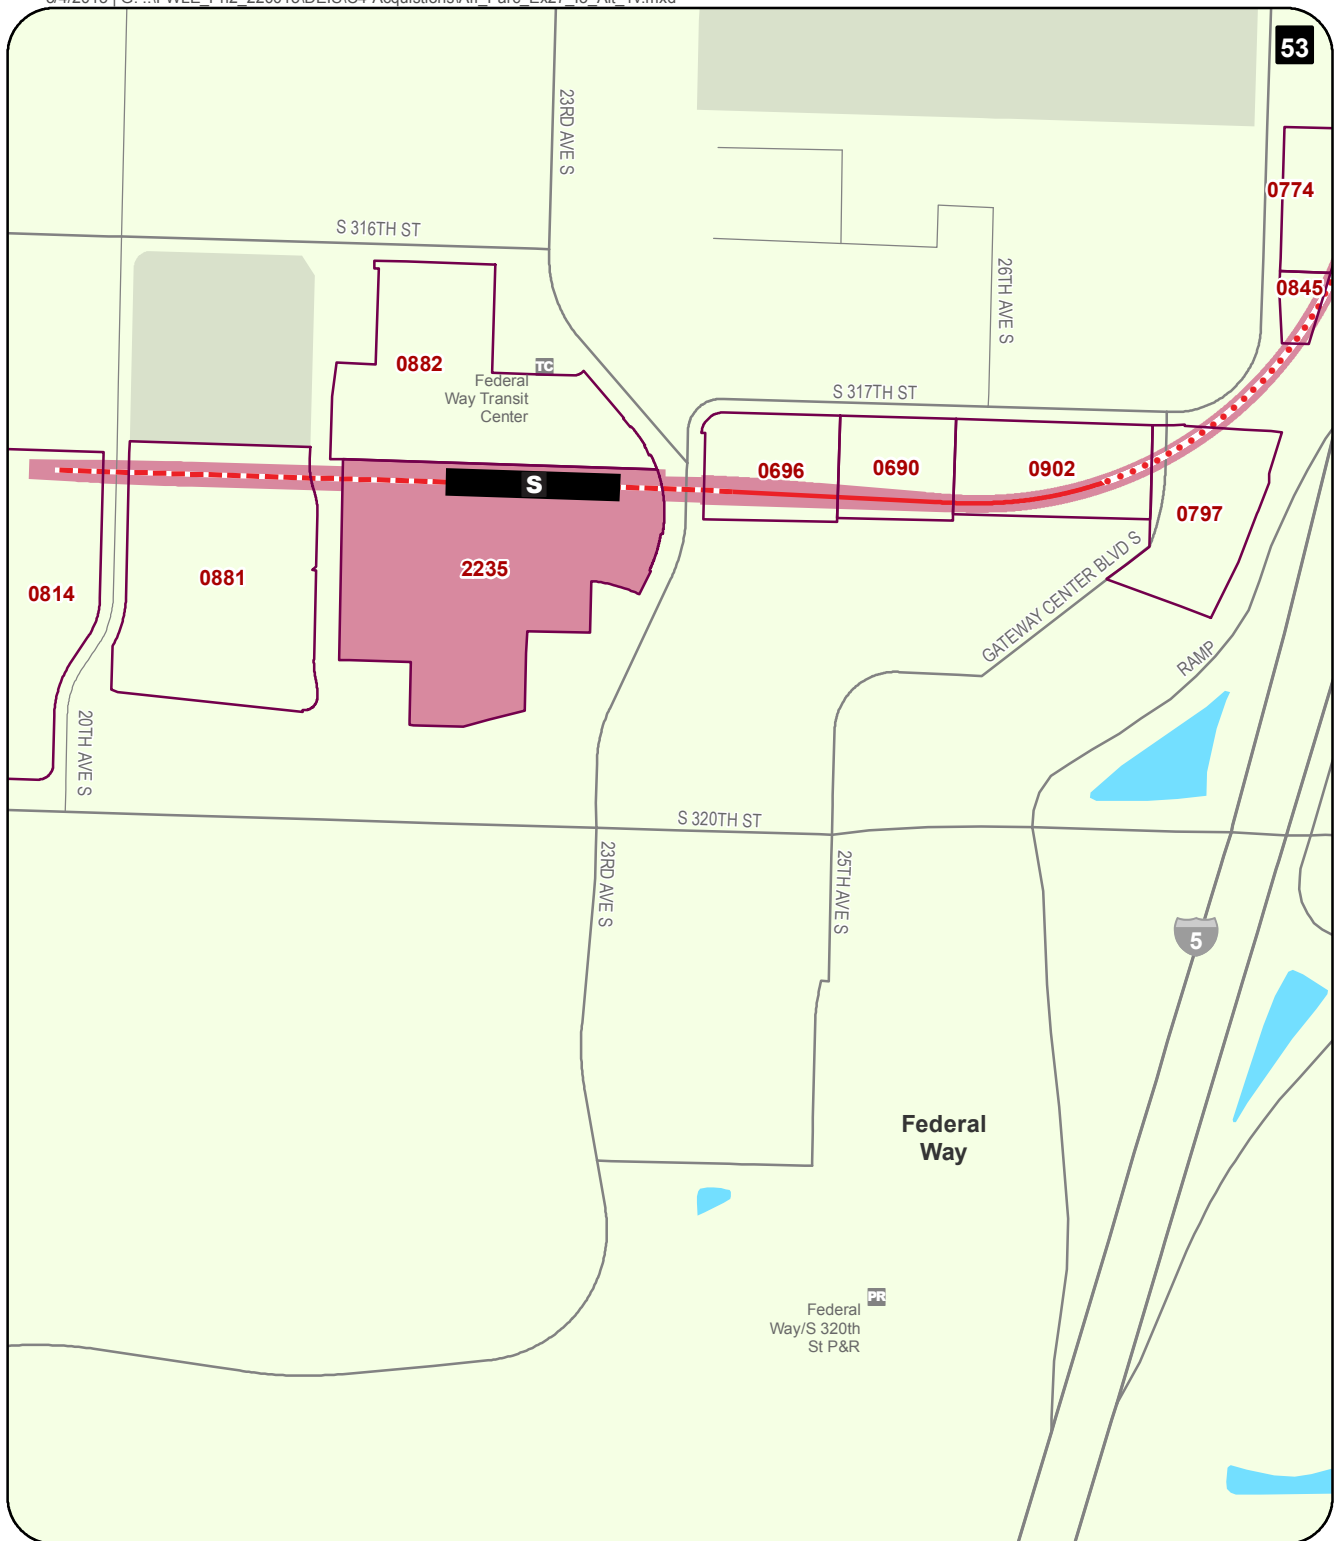 53
23RD AVE S
0774
S 316TH ST
26TH AVE S
0845
0882
TC
Federal
Way Transit
Center
S 317TH ST
0696
0690
0902
S
0797
2235
0881
0814
GATEWAY CENTER BLVD S
RAMP
20TH AVE S
S 320TH ST
23RD AVE S
25TH AVE S
5
Federal
Way
PR
Federal
Way/S 320th
St P&R